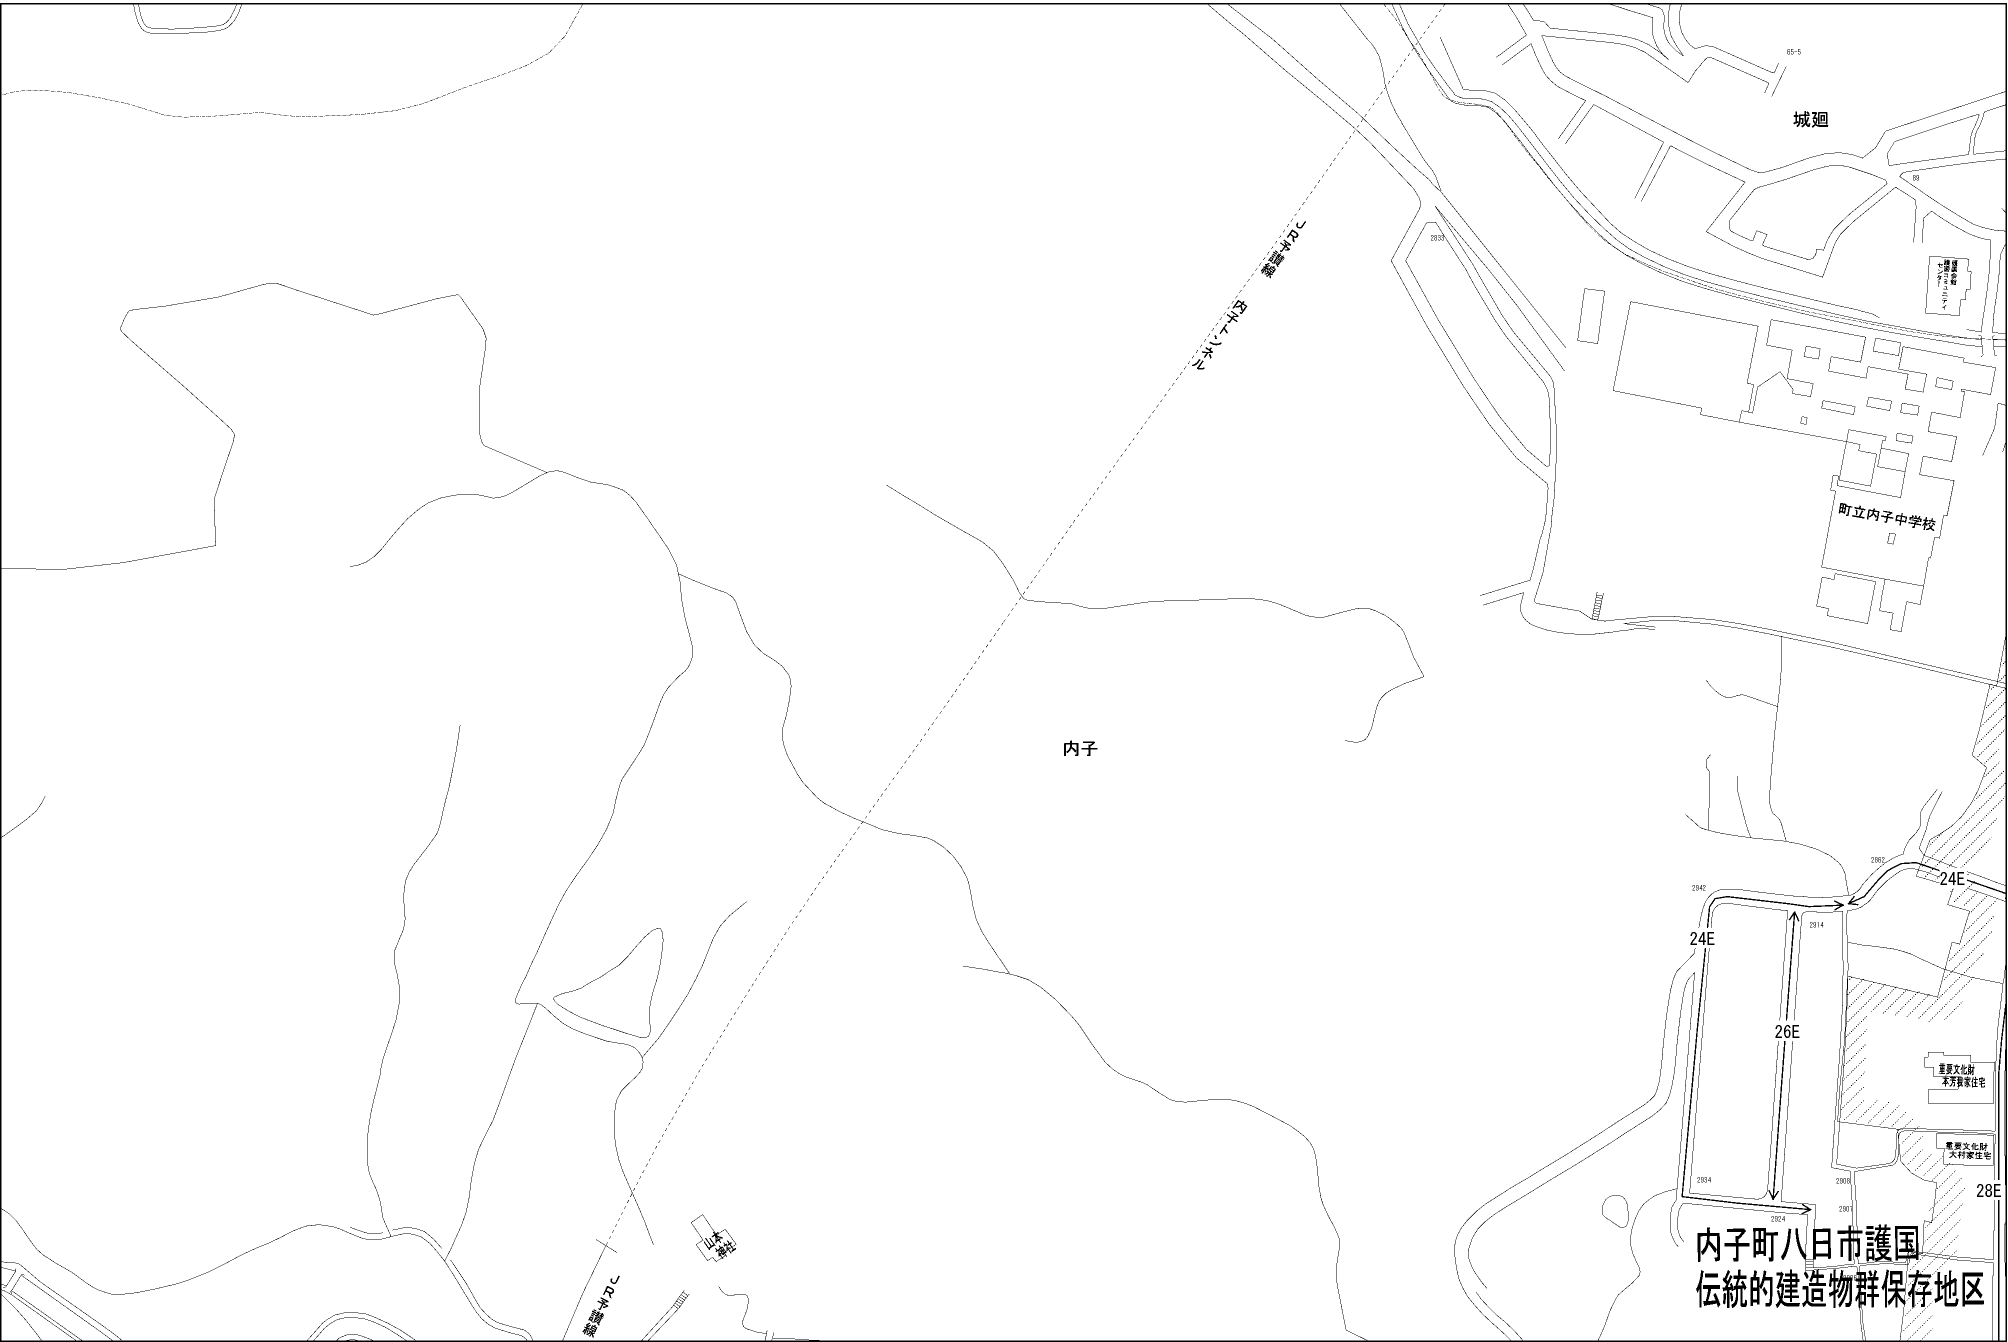 65-5
城廻
89
JR予讃線
2833
内子トンネル
町立内子中学校
内子
2862
24E
2942
2914
24E
26E
重要文化財
本芳我家住宅
重要文化財
大村家住宅
2934
2908
28E
2907
2924
内子町八日市護国
伝統的建造物群保存地区
山本
神社
JR予讃線